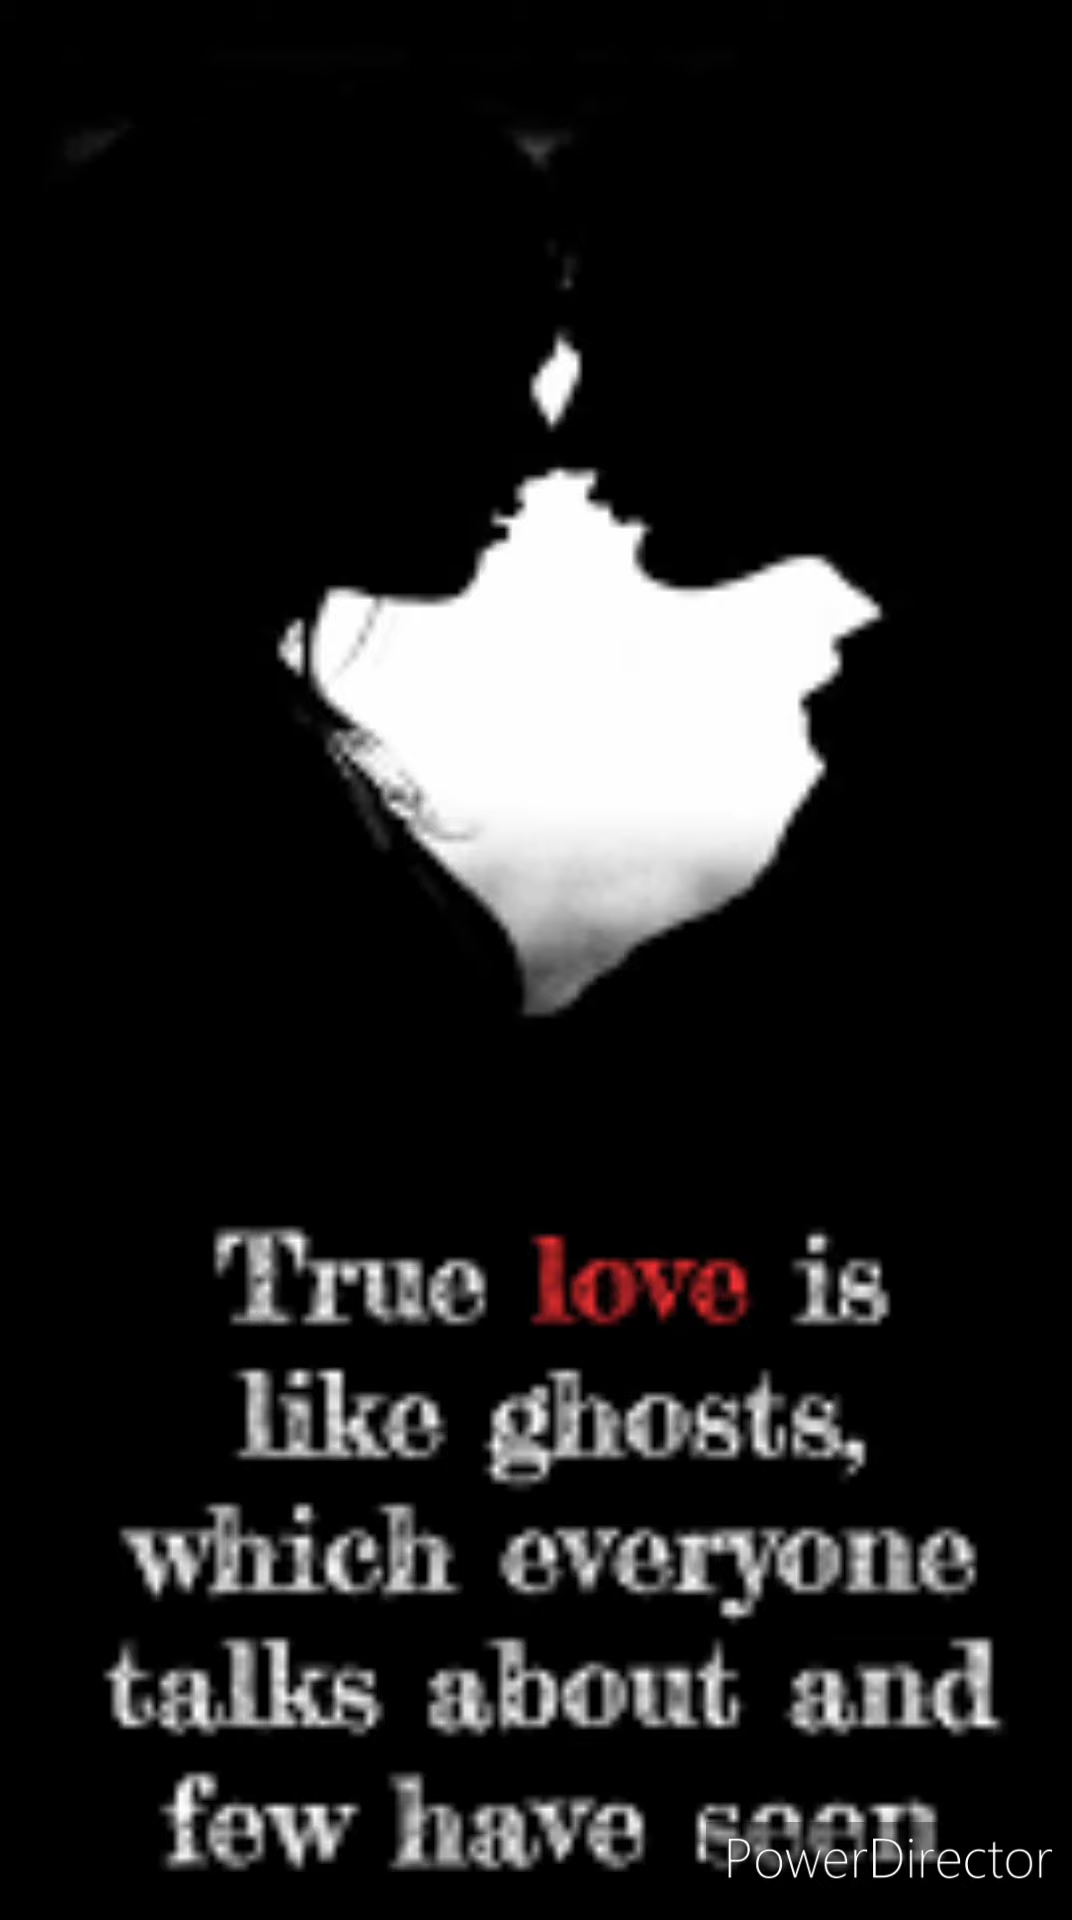 True love is
like ghosts,
which everyone
talks about and
few have seen
PowerDirector